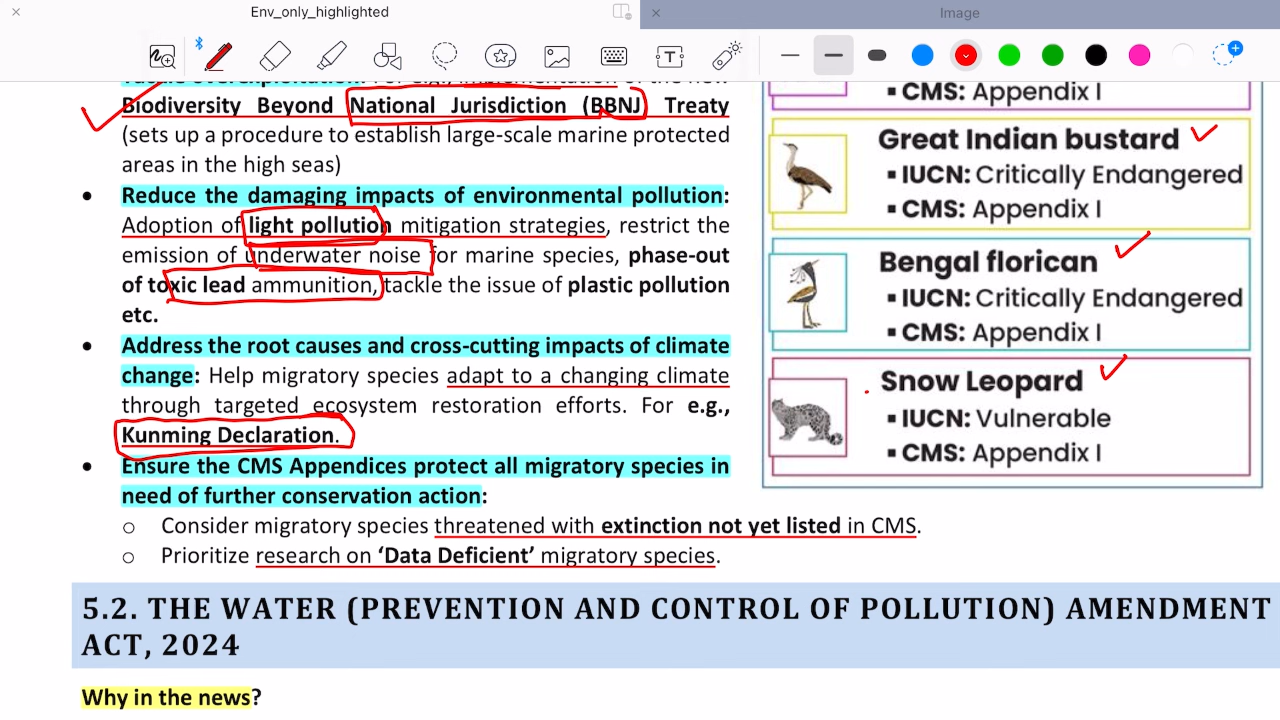 Env_only_highlighted
Image
Biodiversity Beyond National Jurisdiction (BBNJ) Treaty
(sets up a procedure to establish large-scale marine protected
areas in the high seas)
• Reduce the damaging impacts of environmental pollution:
Adoption of light pollution mitigation strategies, restrict the
emission of underwater noise for marine species, phase-out
of toxic lead ammunition, tackle the issue of plastic pollution
etc.
• Address the root causes and cross-cutting impacts of climate
change: Help migratory species adapt to a changing climate
through targeted ecosystem restoration efforts. For e.g.,
Kunming Declaration.
• Ensure the CMS Appendices protect all migratory species in
need of further conservation action:
o Consider migratory species threatened with extinction not yet listed in CMS.
o Prioritize research on ‘Data Deficient’ migratory species.
▪ CMS: Appendix I
Great Indian bustard
▪ IUCN: Critically Endangered
▪ CMS: Appendix I
Bengal florican
▪ IUCN: Critically Endangered
▪ CMS: Appendix I
Snow Leopard
▪ IUCN: Vulnerable
▪ CMS: Appendix I
5.2. THE WATER (PREVENTION AND CONTROL OF POLLUTION) AMENDMENT
ACT, 2024
Why in the news?